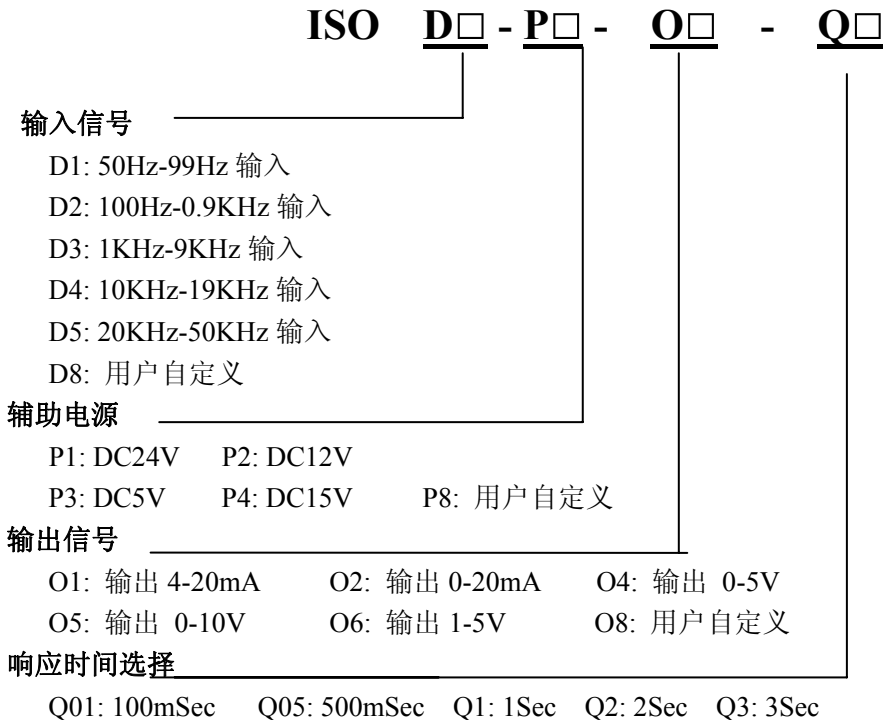 ISO D□ - P□ - O□ - Q□
输入信号
D1: 50Hz-99Hz 输入
D2: 100Hz-0.9KHz 输入
D3: 1KHz-9KHz 输入
D4: 10KHz-19KHz 输入
D5: 20KHz-50KHz 输入
D8: 用户自定义
辅助电源
P1: DC24V P2: DC12V
P3: DC5V P4: DC15V P8: 用户自定义
输出信号
O1: 输出 4-20mA O2: 输出 0-20mA O4: 输出 0-5V
O5: 输出 0-10V O6: 输出 1-5V O8: 用户自定义
响应时间选择
Q01: 100mSec Q05: 500mSec Q1: 1Sec Q2: 2Sec Q3: 3Sec